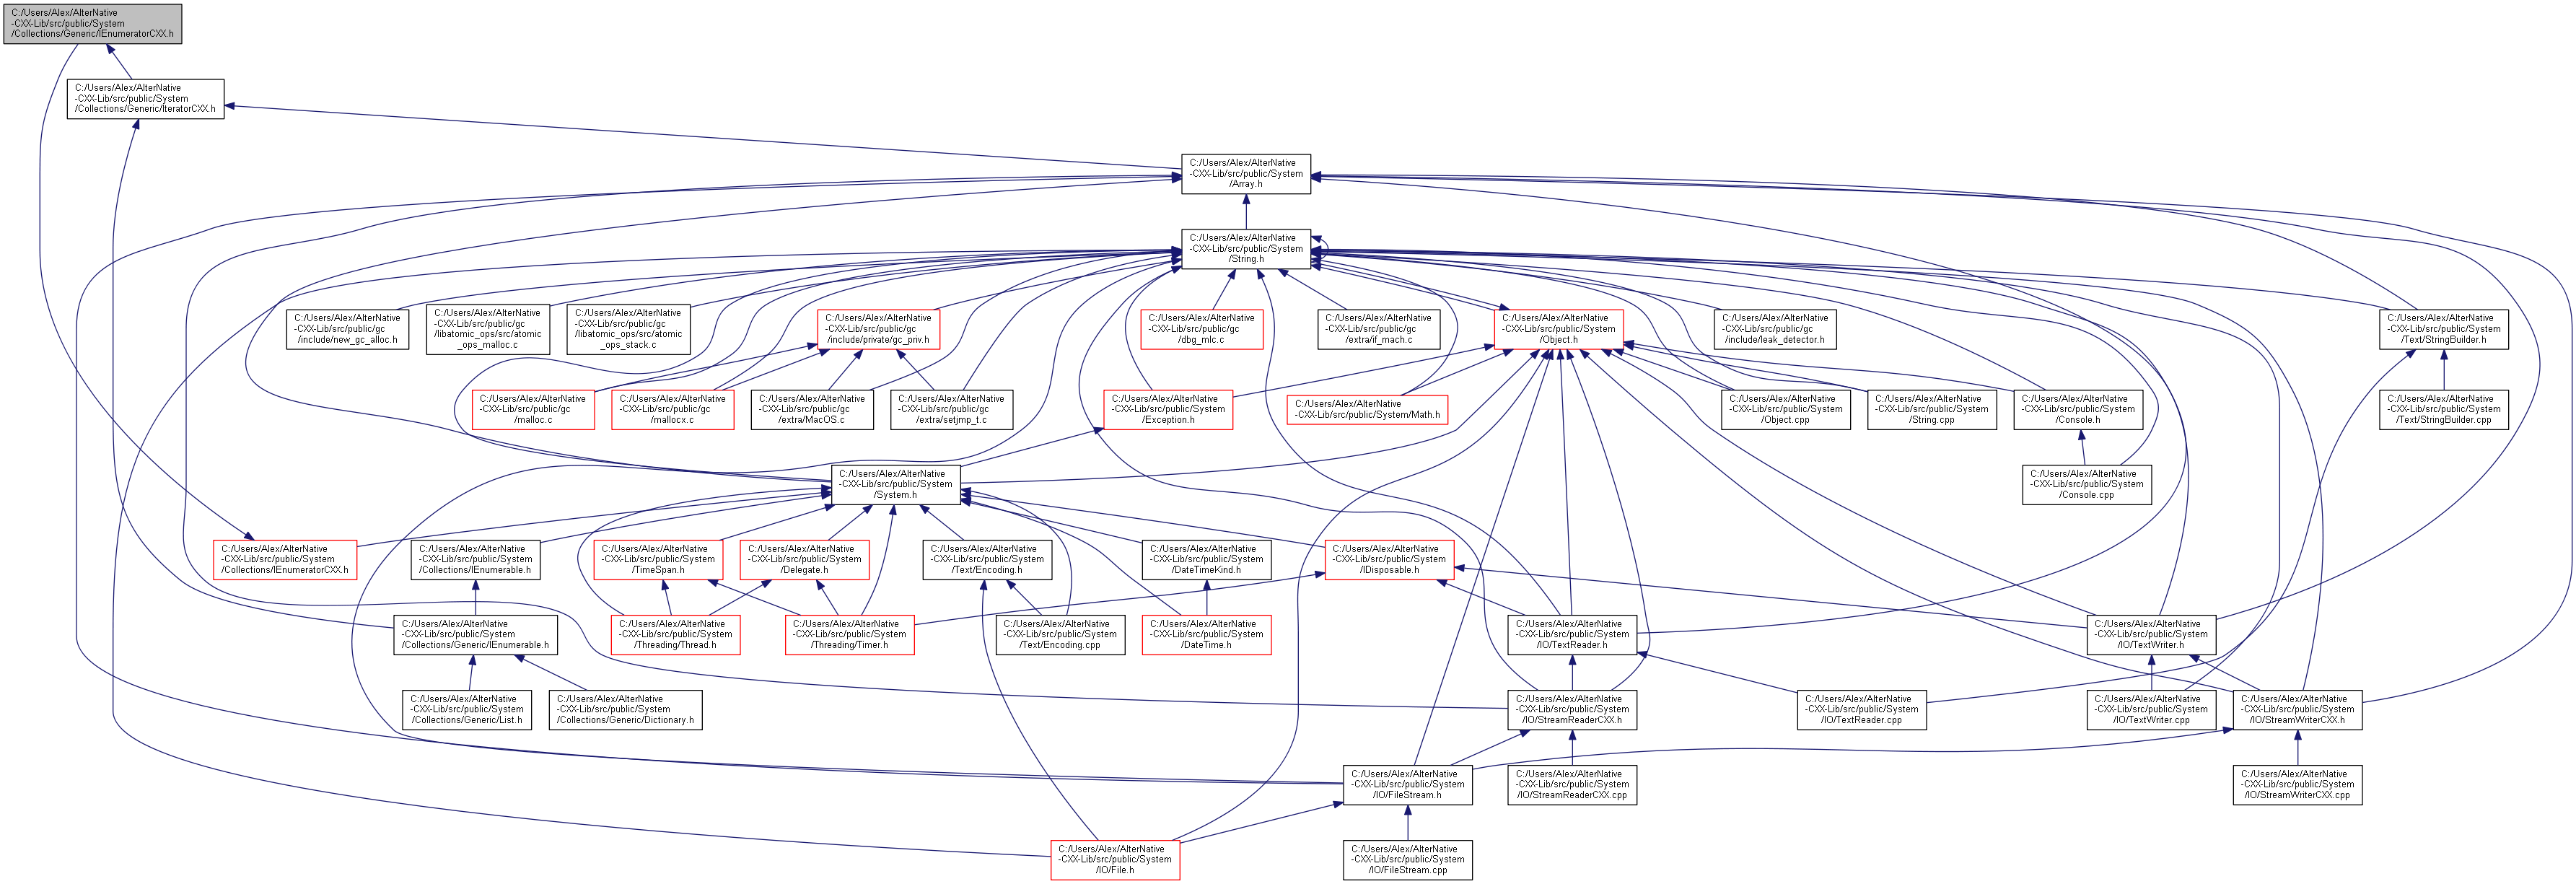 C:/Users/Alex/AlterNative
-CXX-Lib/src/public/System
/Collections/Generic/IEnumeratorCXX.h
C:/Users/Alex/AlterNative
-CXX-Lib/src/public/System
/Collections/Generic/IteratorCXX.h
C:/Users/Alex/AlterNative
-CXX-Lib/src/public/System
/Array.h
C:/Users/Alex/AlterNative
-CXX-Lib/src/public/System
/String.h
C:/Users/Alex/AlterNative
-CXX-Lib/src/public/gc
/include/new_gc_alloc.h
C:/Users/Alex/AlterNative
-CXX-Lib/src/public/gc
/libatomic_ops/src/atomic
_ops_malloc.c
C:/Users/Alex/AlterNative
-CXX-Lib/src/public/gc
/libatomic_ops/src/atomic
_ops_stack.c
C:/Users/Alex/AlterNative
-CXX-Lib/src/public/gc
/include/private/gc_priv.h
C:/Users/Alex/AlterNative
-CXX-Lib/src/public/gc
/dbg_mlc.c
C:/Users/Alex/AlterNative
-CXX-Lib/src/public/gc
/extra/if_mach.c
C:/Users/Alex/AlterNative
-CXX-Lib/src/public/System
/Object.h
C:/Users/Alex/AlterNative
-CXX-Lib/src/public/gc
/include/leak_detector.h
C:/Users/Alex/AlterNative
-CXX-Lib/src/public/System
/Text/StringBuilder.h
C:/Users/Alex/AlterNative
-CXX-Lib/src/public/gc
/malloc.c
C:/Users/Alex/AlterNative
-CXX-Lib/src/public/gc
/mallocx.c
C:/Users/Alex/AlterNative
-CXX-Lib/src/public/gc
/extra/MacOS.c
C:/Users/Alex/AlterNative
-CXX-Lib/src/public/gc
/extra/setjmp_t.c
C:/Users/Alex/AlterNative
-CXX-Lib/src/public/System
/Exception.h
C:/Users/Alex/AlterNative
-CXX-Lib/src/public/System/Math.h
C:/Users/Alex/AlterNative
-CXX-Lib/src/public/System
/Object.cpp
C:/Users/Alex/AlterNative
-CXX-Lib/src/public/System
/String.cpp
C:/Users/Alex/AlterNative
-CXX-Lib/src/public/System
/Console.h
C:/Users/Alex/AlterNative
-CXX-Lib/src/public/System
/Text/StringBuilder.cpp
C:/Users/Alex/AlterNative
-CXX-Lib/src/public/System
/System.h
C:/Users/Alex/AlterNative
-CXX-Lib/src/public/System
/Console.cpp
C:/Users/Alex/AlterNative
-CXX-Lib/src/public/System
/Collections/IEnumeratorCXX.h
C:/Users/Alex/AlterNative
-CXX-Lib/src/public/System
/Collections/IEnumerable.h
C:/Users/Alex/AlterNative
-CXX-Lib/src/public/System
/TimeSpan.h
C:/Users/Alex/AlterNative
-CXX-Lib/src/public/System
/Delegate.h
C:/Users/Alex/AlterNative
-CXX-Lib/src/public/System
/Text/Encoding.h
C:/Users/Alex/AlterNative
-CXX-Lib/src/public/System
/DateTimeKind.h
C:/Users/Alex/AlterNative
-CXX-Lib/src/public/System
/IDisposable.h
C:/Users/Alex/AlterNative
-CXX-Lib/src/public/System
/Collections/Generic/IEnumerable.h
C:/Users/Alex/AlterNative
-CXX-Lib/src/public/System
/Threading/Thread.h
C:/Users/Alex/AlterNative
-CXX-Lib/src/public/System
/Threading/Timer.h
C:/Users/Alex/AlterNative
-CXX-Lib/src/public/System
/Text/Encoding.cpp
C:/Users/Alex/AlterNative
-CXX-Lib/src/public/System
/DateTime.h
C:/Users/Alex/AlterNative
-CXX-Lib/src/public/System
/IO/TextReader.h
C:/Users/Alex/AlterNative
-CXX-Lib/src/public/System
/IO/TextWriter.h
C:/Users/Alex/AlterNative
-CXX-Lib/src/public/System
/Collections/Generic/List.h
C:/Users/Alex/AlterNative
-CXX-Lib/src/public/System
/Collections/Generic/Dictionary.h
C:/Users/Alex/AlterNative
-CXX-Lib/src/public/System
/IO/StreamReaderCXX.h
C:/Users/Alex/AlterNative
-CXX-Lib/src/public/System
/IO/TextReader.cpp
C:/Users/Alex/AlterNative
-CXX-Lib/src/public/System
/IO/TextWriter.cpp
C:/Users/Alex/AlterNative
-CXX-Lib/src/public/System
/IO/StreamWriterCXX.h
C:/Users/Alex/AlterNative
-CXX-Lib/src/public/System
/IO/FileStream.h
C:/Users/Alex/AlterNative
-CXX-Lib/src/public/System
/IO/StreamReaderCXX.cpp
C:/Users/Alex/AlterNative
-CXX-Lib/src/public/System
/IO/StreamWriterCXX.cpp
C:/Users/Alex/AlterNative
-CXX-Lib/src/public/System
/IO/File.h
C:/Users/Alex/AlterNative
-CXX-Lib/src/public/System
/IO/FileStream.cpp